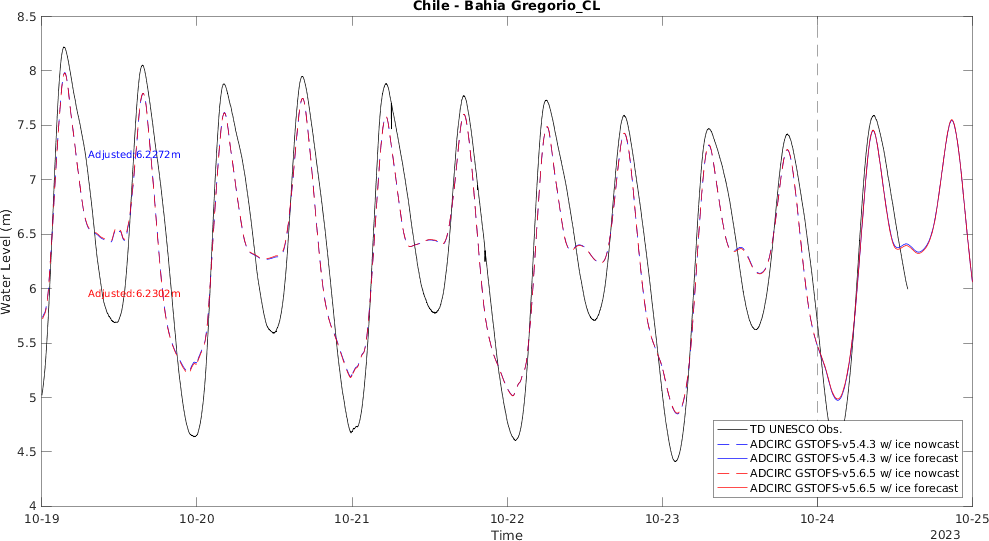 Chile - Bahia Gregorio_CL
8.5
8
7.5
7
6.5
6
5.5
5
4.5
4
Water Level (m)
Adjusted:6.2272m
Adjusted:6.2302m
TD UNESCO Obs.
ADCIRC GSTOFS-v5.4.3 w/ ice nowcast
ADCIRC GSTOFS-v5.4.3 w/ ice forecast
ADCIRC GSTOFS-v5.6.5 w/ ice nowcast
ADCIRC GSTOFS-v5.6.5 w/ ice forecast
10-19 10-20 10-21 10-22 10-23 10-24 10-25
Time
2023